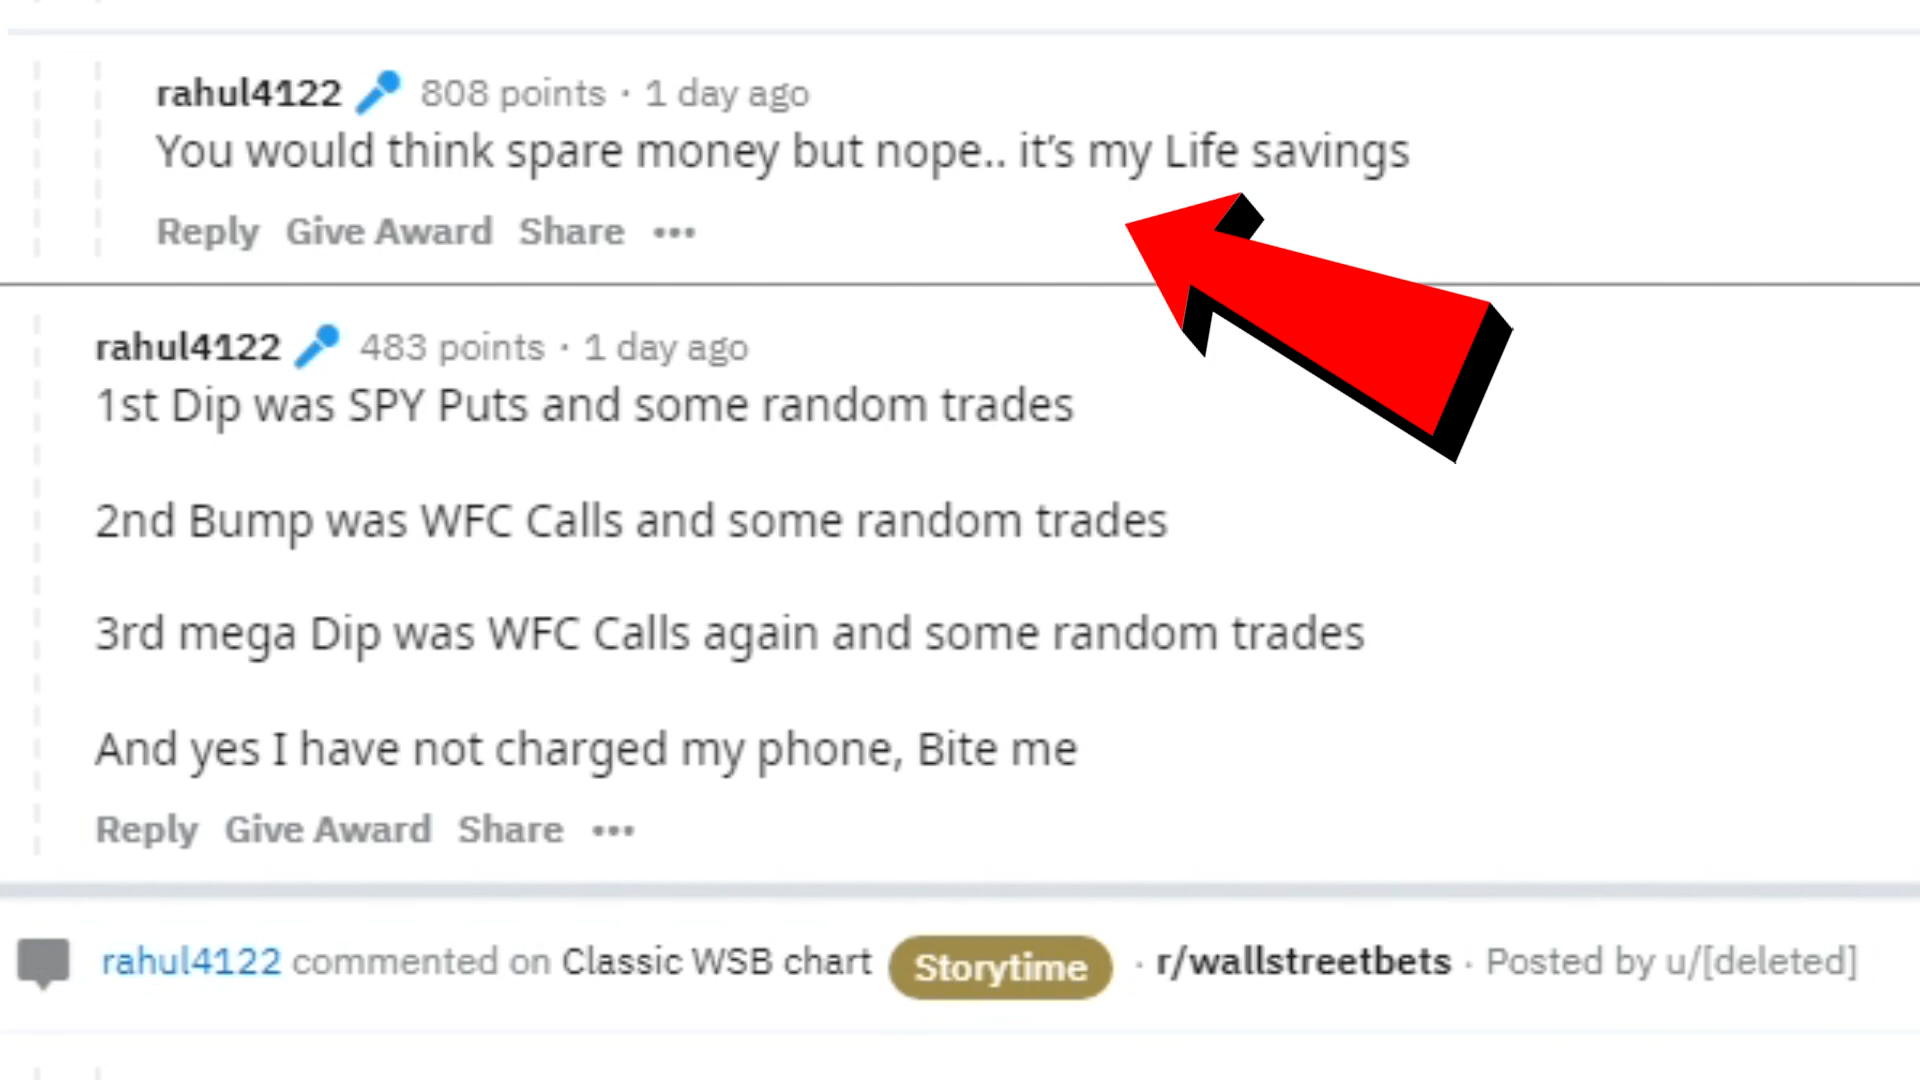 rahul4122 808 points · 1 day ago
You would think spare money but nope.. it's my Life savings
Reply Give Award Share •••
rahul4122 483 points · 1 day ago
1st Dip was SPY Puts and some random trades
2nd Bump was WFC Calls and some random trades
3rd mega Dip was WFC Calls again and some random trades
And yes I have not charged my phone, Bite me
Reply Give Award Share •••
rahul4122 commented on Classic WSB chart Storytime · r/wallstreetbets · Posted by u/[deleted]